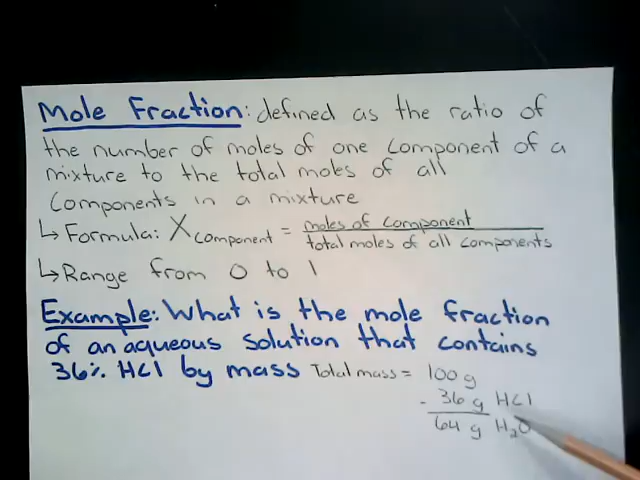 Mole Fraction: defined as the ratio of
the number of moles of one component of a
mixture to the total moles of all
components in a mixture
↳ Formula: X component = moles of component / total moles of all components
↳ Range from 0 to 1
Example: What is the mole fraction
of an aqueous solution that contains
36% HCl by mass Total mass = 100 g
- 36 g HCl
64 g H₂O